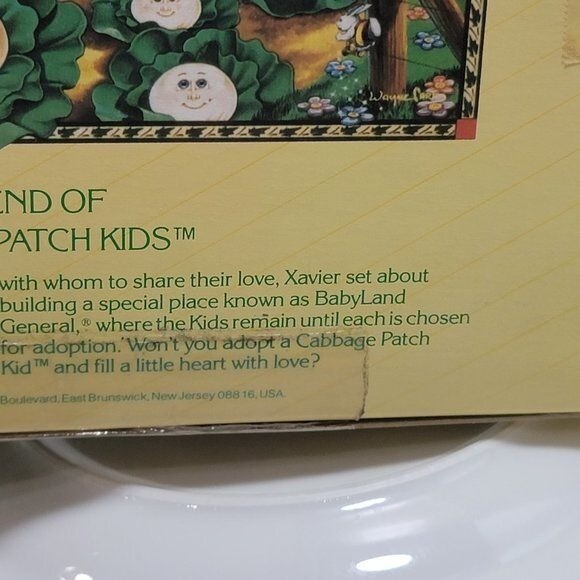 END OF
PATCH KIDS™
with whom to share their love, Xavier set about
building a special place known as BabyLand
General,® where the Kids remain until each is chosen
for adoption. Won't you adopt a Cabbage Patch
Kid™ and fill a little heart with love?
Boulevard, East Brunswick, New Jersey 08816, USA.